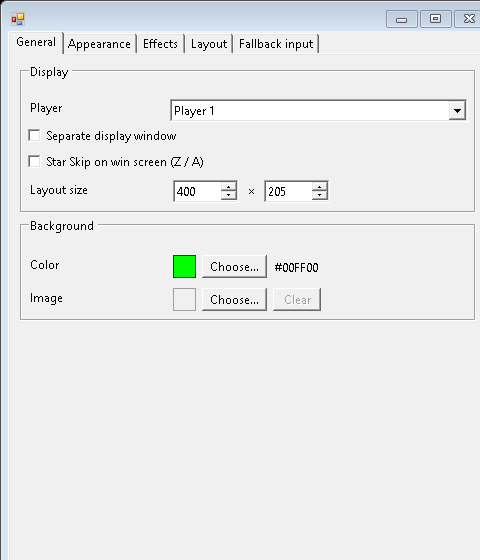 General Appearance Effects Layout Fallback input
Display
Player Player 1
Separate display window
Star Skip on win screen (Z / A)
Layout size 400 × 205
Background
Color Choose... #00FF00
Image Choose... Clear